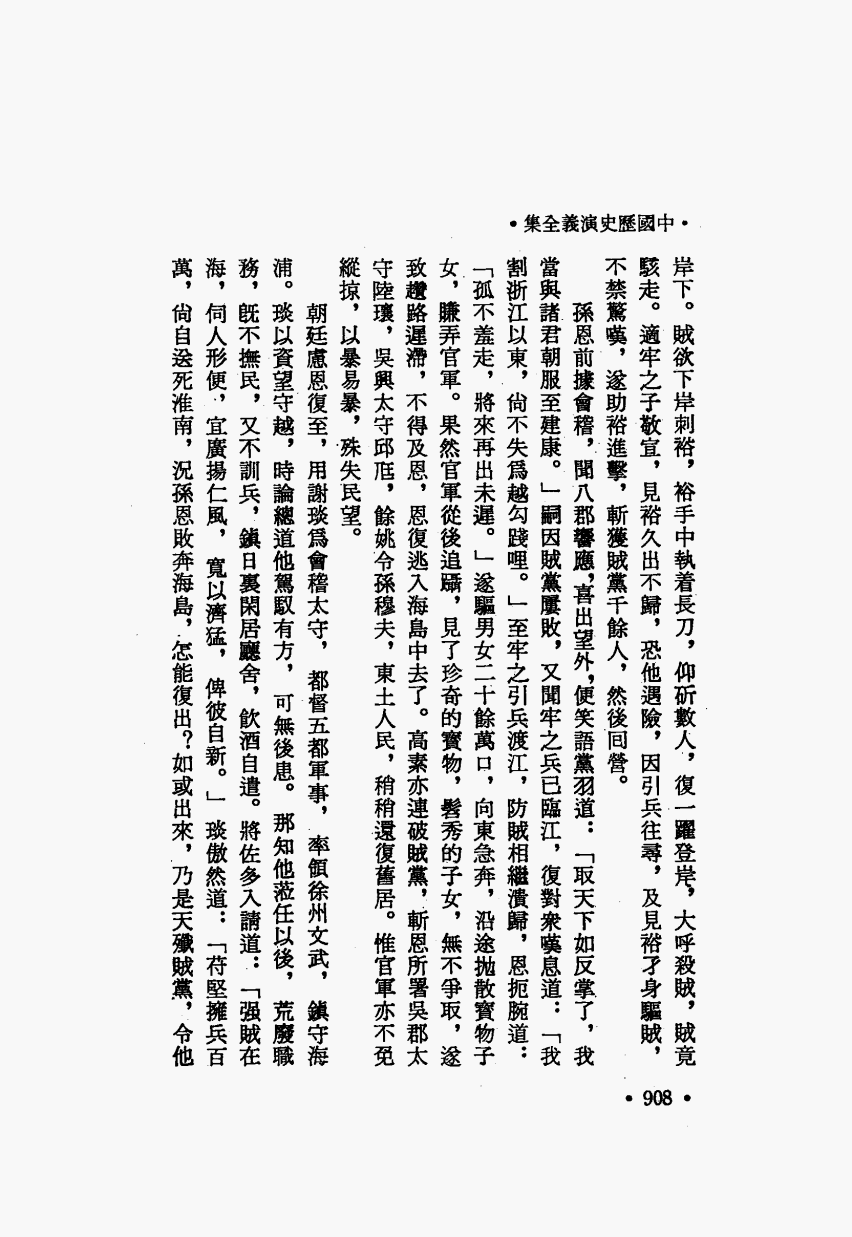 •中國歷史演義全集•
岸下。賊欲下岸刺裕，裕手中執着長刀，仰斫數人，復一躍登岸，大呼殺賊，賊竟
駭走。適牢之子敬宣，見裕久出不歸，恐他遇險，因引兵往尋，及見裕孑身驅賊，
不禁驚嘆，遂助裕進擊，斬獲賊黨千餘人，然後回營。
孫恩前據會稽，聞八郡響應，喜出望外，便笑語黨羽道：「取天下如反掌了，我
當與諸君朝服至建康。」嗣因賊黨屢敗，又聞牢之兵已臨江，復對衆嘆息道：「我
割浙江以東，尙不失爲越勾踐哩。」至牢之引兵渡江，防賊相繼潰歸，恩扼腕道：
「孤不羞走，將來再出未遲。」遂驅男女二十餘萬口，向東急奔，沿途拋散寶物子
女，賺弄官軍。果然官軍從後追躡，見了珍奇的寶物，髫秀的子女，無不爭取，遂
致趲路遲滯，不得及恩，恩復逃入海島中去了。高素亦連破賊黨，斬恩所署吳郡太
守陸瓌，吳興太守邱尫，餘姚令孫穆夫，東土人民，稍稍還復舊居。惟官軍亦不免
縱掠，以暴易暴，殊失民望。
朝廷慮恩復至，用謝琰爲會稽太守，都督五郡軍事，率領徐州文武，鎮守海
浦。琰以資望守越，時論總道他駕馭有方，可無後患。那知他蒞任以後，荒廢職
務，旣不撫民，又不訓兵，鎮日裏閑居廳舍，飲酒自遣。將佐多入請道：「强賊在
海，伺人形便，宜廣揚仁風，寬以濟猛，俾彼自新。」琰傲然道：「苻堅擁兵百
萬，尙自送死淮南，況孫恩敗奔海島，怎能復出？如或出來，乃是天殲賊黨，令他
•908•